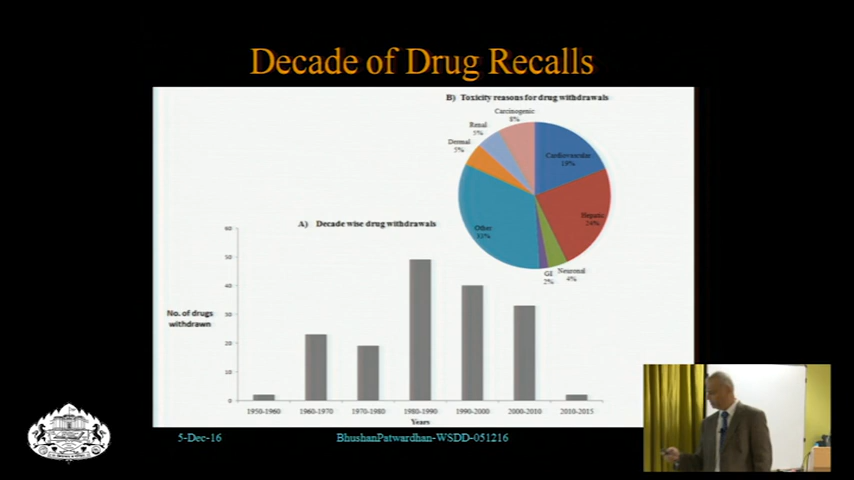 Decade of Drug Recalls
B) Toxicity reasons for drug withdrawals
Carcinogenic
8%
Renal
5%
Dermal
5%
Cardiovascular
19%
Hepatic
24%
Other
Neuronal
4%
GI
2%
A) Decade wise drug withdrawals
No. of drugs
withdrawn
60
50
40
30
20
10
0
1950-1960
1960-1970
1970-1980
1980-1990
1990-2000
2000-2010
2010-2015
Years
5-Dec-16
BhushanPatwardhan-WSDD-051216